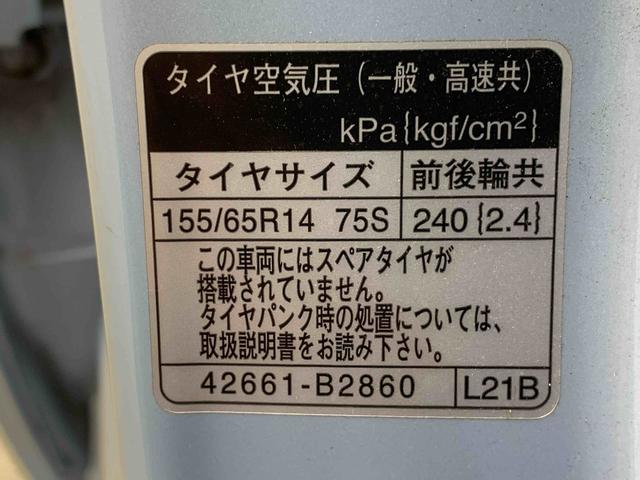 タイヤ空気圧（一般・高速共）
kPa{kgf/cm²}
タイヤサイズ 前後輪共
155/65R14 75S 240{2.4}
この車両にはスペアタイヤが
搭載されていません。
タイヤパンク時の処置については、
取扱説明書をお読み下さい。
42661-B2860 L21B